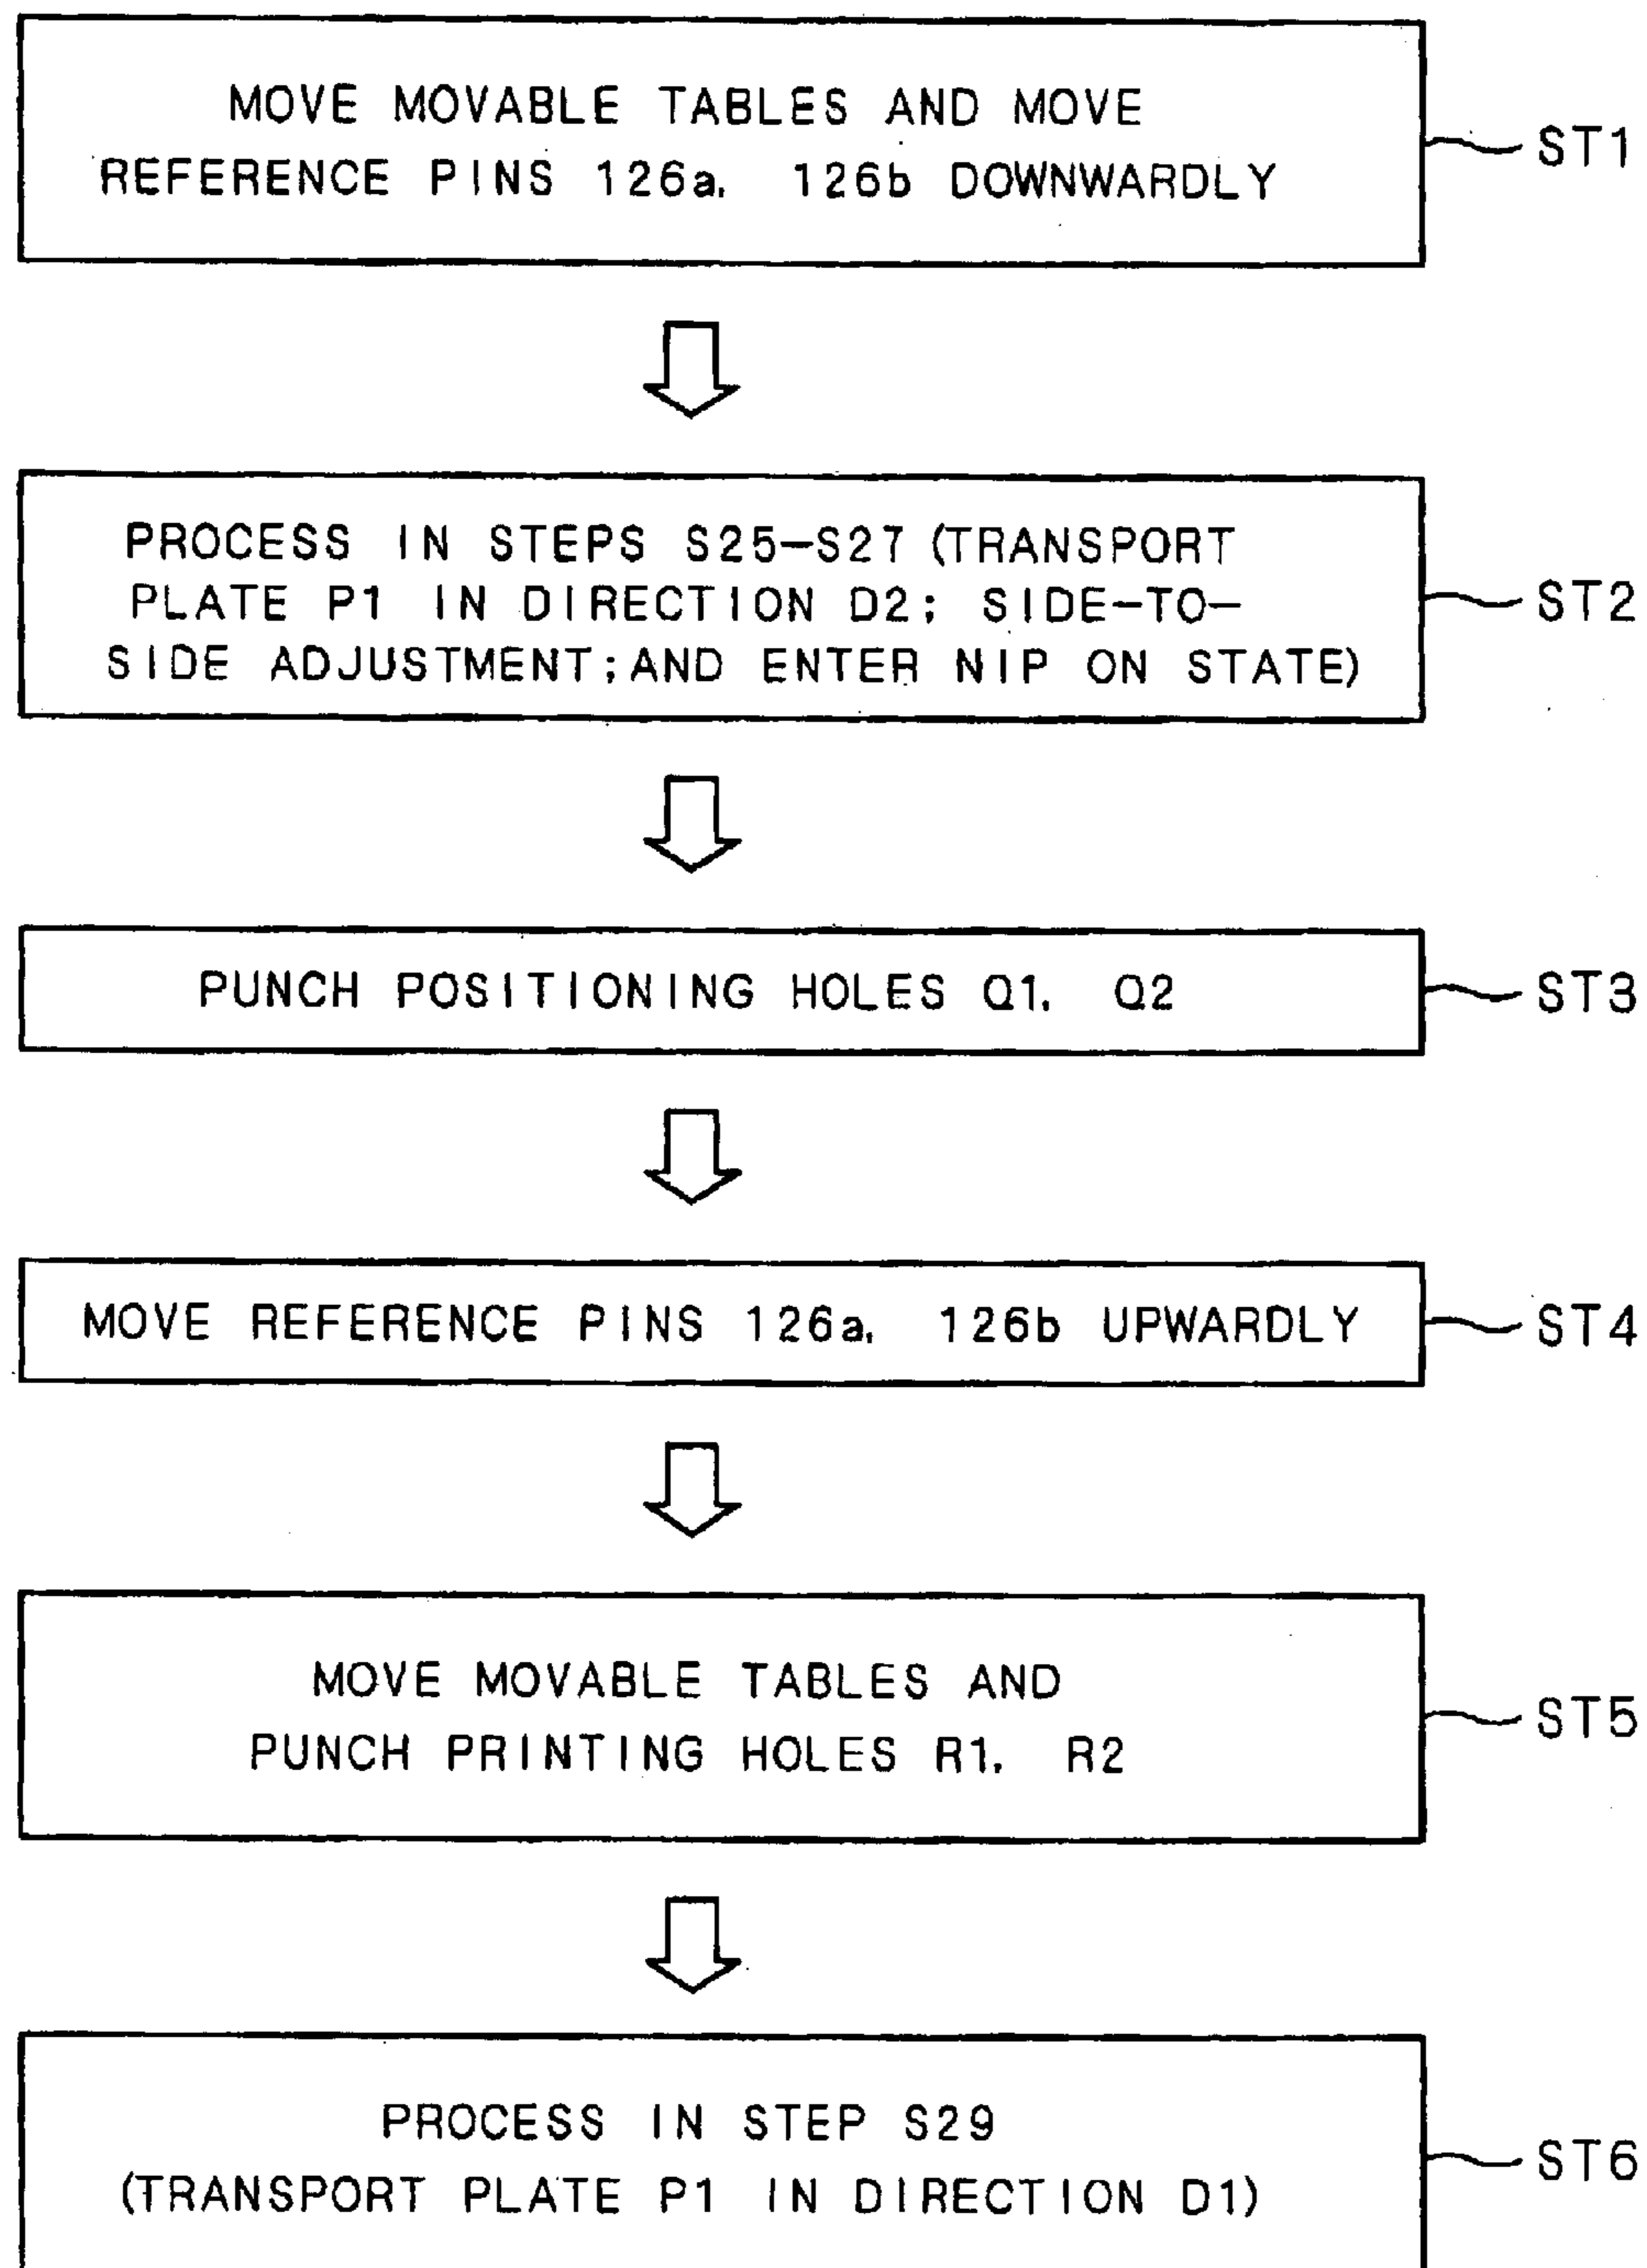 MOVE MOVABLE TABLES AND MOVE
REFERENCE PINS 126a, 126b DOWNWARDLY
ST1
PROCESS IN STEPS S25-S27 (TRANSPORT
PLATE P1 IN DIRECTION D2; SIDE-TO-
SIDE ADJUSTMENT; AND ENTER NIP ON STATE)
ST2
PUNCH POSITIONING HOLES Q1, Q2
ST3
MOVE REFERENCE PINS 126a, 126b UPWARDLY
ST4
MOVE MOVABLE TABLES AND
PUNCH PRINTING HOLES R1, R2
ST5
PROCESS IN STEP S29
(TRANSPORT PLATE P1 IN DIRECTION D1)
ST6